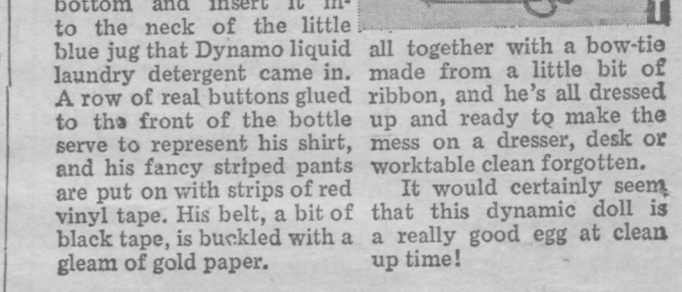 bottom and insert it in-
to the neck of the little
blue jug that Dynamo liquid
laundry detergent came in.
A row of real buttons glued
to the front of the bottle
serve to represent his shirt,
and his fancy striped pants
are put on with strips of red
vinyl tape. His belt, a bit of
black tape, is buckled with a
gleam of gold paper.
all together with a bow-tie
made from a little bit of
ribbon, and he's all dressed
up and ready to make the
mess on a dresser, desk or
worktable clean forgotten.
It would certainly seem
that this dynamic doll is
a really good egg at clean
up time!